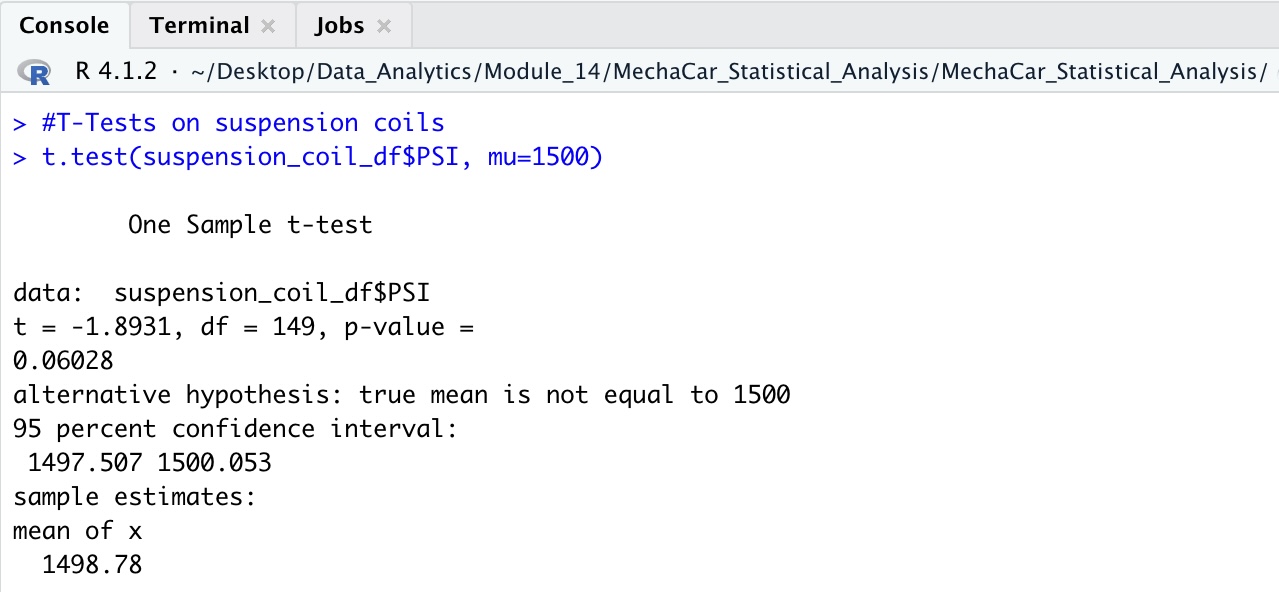 Console Terminal × Jobs ×
R R 4.1.2 · ~/Desktop/Data_Analytics/Module_14/MechaCar_Statistical_Analysis/MechaCar_Statistical_Analysis/
> #T-Tests on suspension coils
> t.test(suspension_coil_df$PSI, mu=1500)
One Sample t-test
data:  suspension_coil_df$PSI
t = -1.8931, df = 149, p-value =
0.06028
alternative hypothesis: true mean is not equal to 1500
95 percent confidence interval:
 1497.507 1500.053
sample estimates:
mean of x
  1498.78